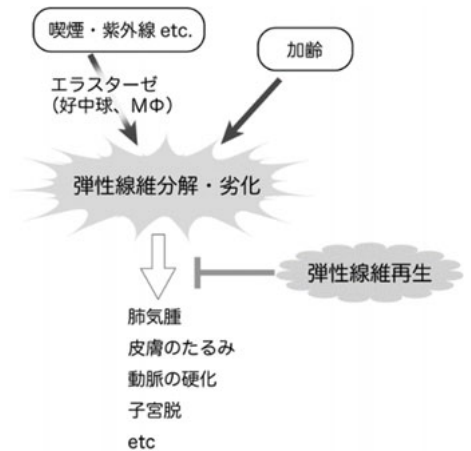 喫煙・紫外線 etc.
加齢
エラスターゼ
(好中球、MΦ)
弾性線維分解・劣化
弾性線維再生
肺気腫
皮膚のたるみ
動脈の硬化
子宮脱
etc